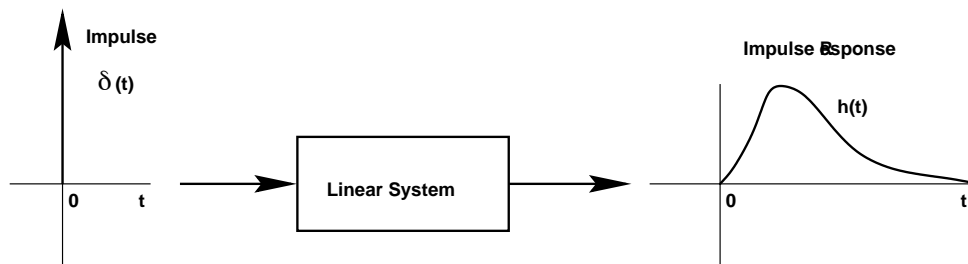 Impulse
δ(t)
0 t
Linear System
Impulse Response
h(t)
0 t